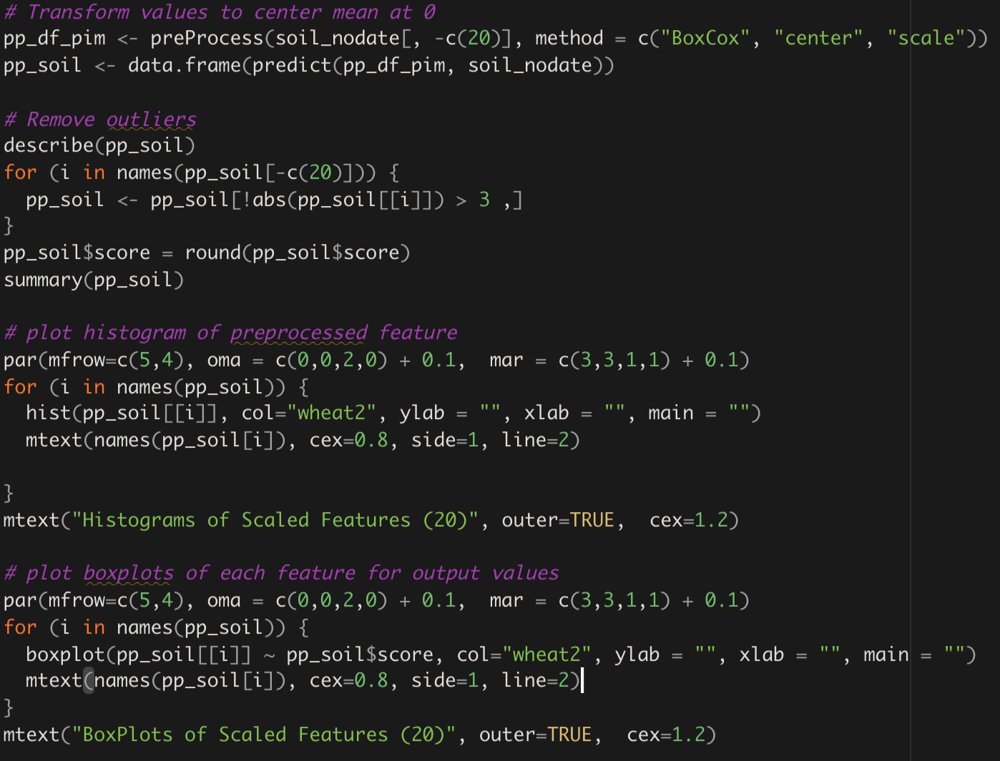 # Transform values to center mean at 0
pp_df_pim <- preProcess(soil_nodate[, -c(20)], method = c("BoxCox", "center", "scale"))
pp_soil <- data.frame(predict(pp_df_pim, soil_nodate))
# Remove outliers
describe(pp_soil)
for (i in names(pp_soil[-c(20)])) {
  pp_soil <- pp_soil[!abs(pp_soil[[i]]) > 3 ,]
}
pp_soil$score = round(pp_soil$score)
summary(pp_soil)
# plot histogram of preprocessed feature
par(mfrow=c(5,4), oma = c(0,0,2,0) + 0.1,  mar = c(3,3,1,1) + 0.1)
for (i in names(pp_soil)) {
  hist(pp_soil[[i]], col="wheat2", ylab = "", xlab = "", main = "")
  mtext(names(pp_soil[i]), cex=0.8, side=1, line=2)
}
mtext("Histograms of Scaled Features (20)", outer=TRUE,  cex=1.2)
# plot boxplots of each feature for output values
par(mfrow=c(5,4), oma = c(0,0,2,0) + 0.1,  mar = c(3,3,1,1) + 0.1)
for (i in names(pp_soil)) {
  boxplot(pp_soil[[i]] ~ pp_soil$score, col="wheat2", ylab = "", xlab = "", main = "")
  mtext(names(pp_soil[i]), cex=0.8, side=1, line=2)
}
mtext("BoxPlots of Scaled Features (20)", outer=TRUE,  cex=1.2)